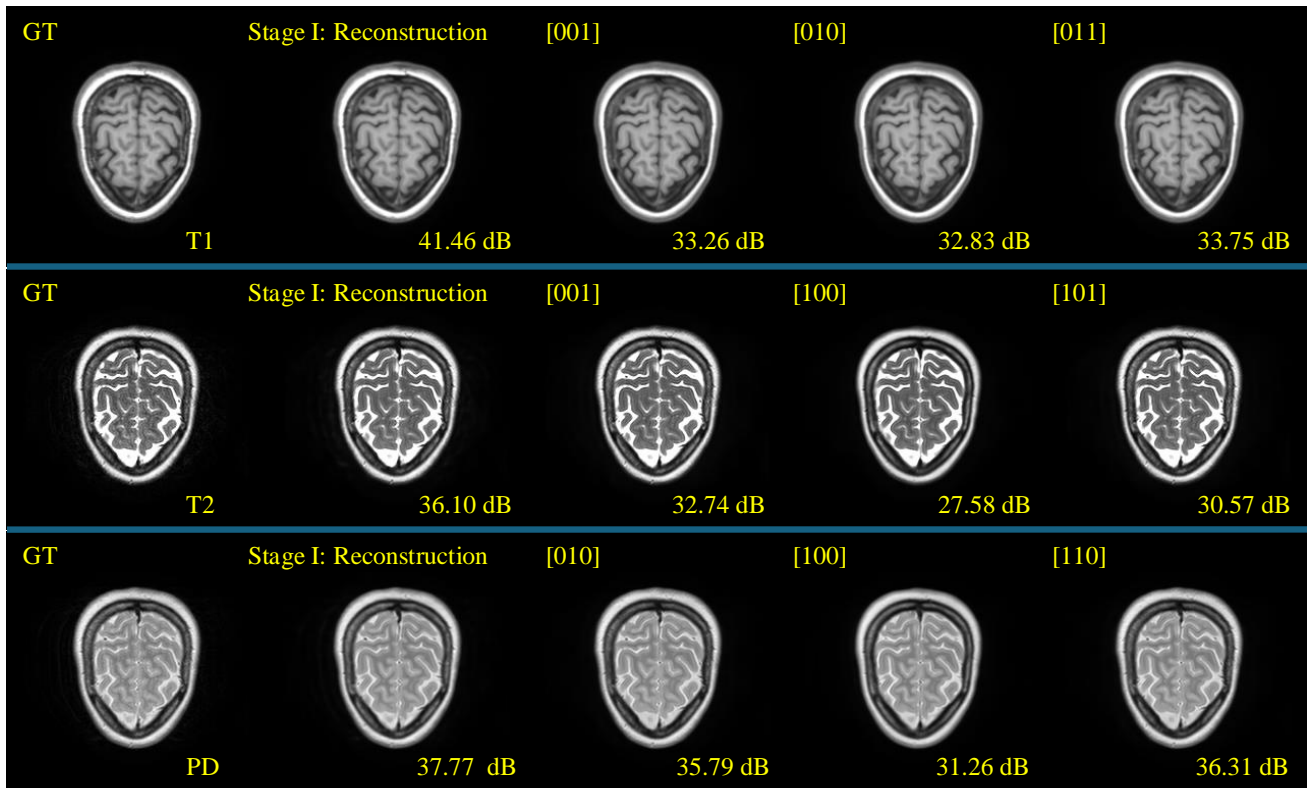 GT Stage I: Reconstruction [001] [010] [011]
T1 41.46 dB 33.26 dB 32.83 dB 33.75 dB
GT Stage I: Reconstruction [001] [100] [101]
T2 36.10 dB 32.74 dB 27.58 dB 30.57 dB
GT Stage I: Reconstruction [010] [100] [110]
PD 37.77 dB 35.79 dB 31.26 dB 36.31 dB